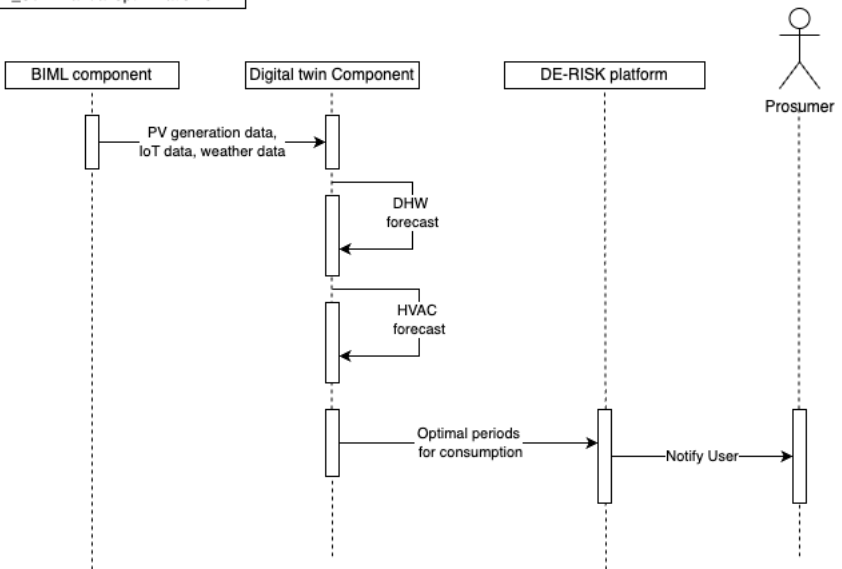 BIML component
Digital twin Component
DE-RISK platform
Prosumer
PV generation data,
IoT data, weather data
DHW
forecast
HVAC
forecast
Optimal periods
for consumption
Notify User